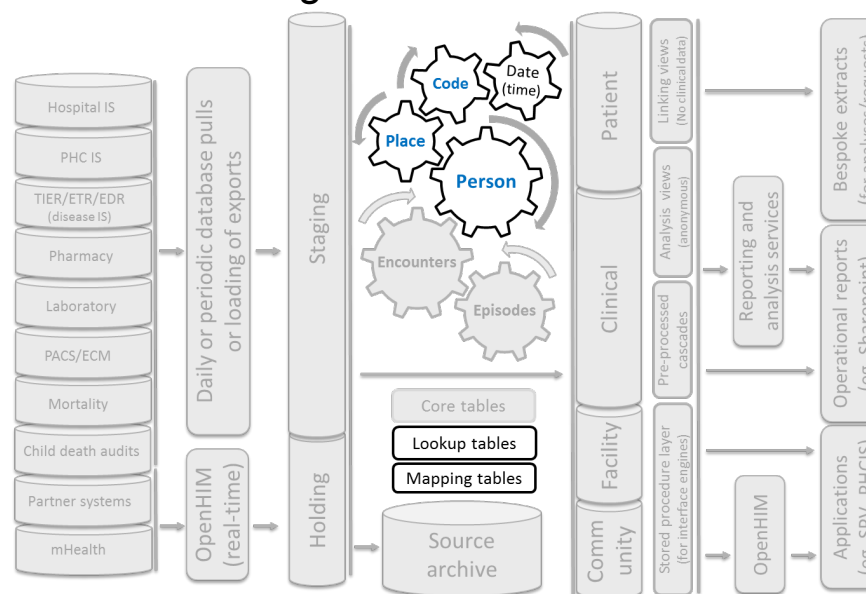 Hospital IS
PHC IS
TIER/ETR/EDR
(disease IS)
Pharmacy
Laboratory
PACS/ECM
Mortality
Child death audits
Partner systems
mHealth
Daily or periodic database pulls
or loading of exports
OpenHIM
(real-time)
Staging
Holding
Code
Date
(time)
Place
Person
Encounters
Episodes
Core tables
Lookup tables
Mapping tables
Source
archive
Patient
Clinical
Facility
Comm
unity
Linking views
(No clinical data)
Analysis views
(anonymous)
Pre-processed
cascades
Stored procedure layer
(for interface engines)
Reporting and
analysis services
OpenHIM
Bespoke extracts
Operational reports
Applications